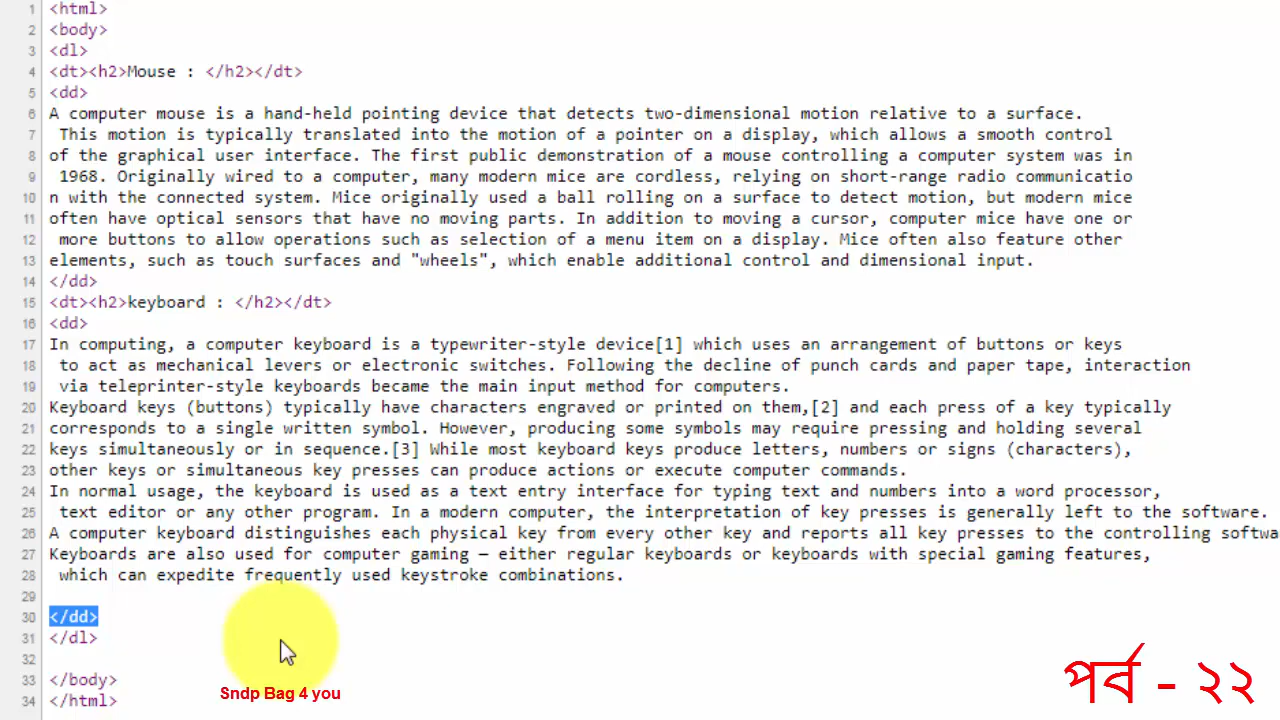 1 <html>
2 <body>
3 <dl>
4 <dt><h2>Mouse : </h2></dt>
5 <dd>
6 A computer mouse is a hand-held pointing device that detects two-dimensional motion relative to a surface.
7 This motion is typically translated into the motion of a pointer on a display, which allows a smooth control
8 of the graphical user interface. The first public demonstration of a mouse controlling a computer system was in
9 1968. Originally wired to a computer, many modern mice are cordless, relying on short-range radio communicatio
10 n with the connected system. Mice originally used a ball rolling on a surface to detect motion, but modern mice
11 often have optical sensors that have no moving parts. In addition to moving a cursor, computer mice have one or
12 more buttons to allow operations such as selection of a menu item on a display. Mice often also feature other
13 elements, such as touch surfaces and "wheels", which enable additional control and dimensional input.
14 </dd>
15 <dt><h2>keyboard : </h2></dt>
16 <dd>
17 In computing, a computer keyboard is a typewriter-style device[1] which uses an arrangement of buttons or keys
18 to act as mechanical levers or electronic switches. Following the decline of punch cards and paper tape, interaction
19 via teleprinter-style keyboards became the main input method for computers.
20 Keyboard keys (buttons) typically have characters engraved or printed on them,[2] and each press of a key typically
21 corresponds to a single written symbol. However, producing some symbols may require pressing and holding several
22 keys simultaneously or in sequence.[3] While most keyboard keys produce letters, numbers or signs (characters),
23 other keys or simultaneous key presses can produce actions or execute computer commands.
24 In normal usage, the keyboard is used as a text entry interface for typing text and numbers into a word processor,
25 text editor or any other program. In a modern computer, the interpretation of key presses is generally left to the software.
26 A computer keyboard distinguishes each physical key from every other key and reports all key presses to the controlling softwa
27 Keyboards are also used for computer gaming – either regular keyboards or keyboards with special gaming features,
28 which can expedite frequently used keystroke combinations.
29
30 </dd>
31 </dl>
32
33 </body>
34 </html>
Sndp Bag 4 you
পর্ব - ২২